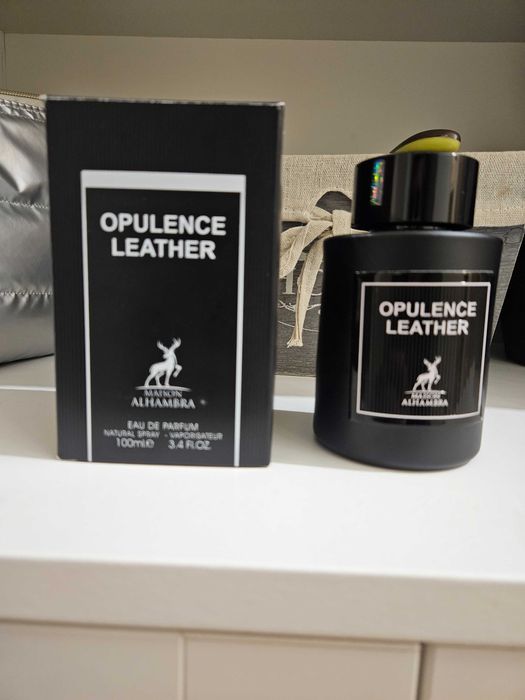 OPULENCE
LEATHER
MAISON
ALHAMBRA
EAU DE PARFUM
NATURAL SPRAY - VAPORISATEUR
100ml℮ 3.4 Fl.OZ.
OPULENCE
LEATHER
MAISON
ALHAMBRA